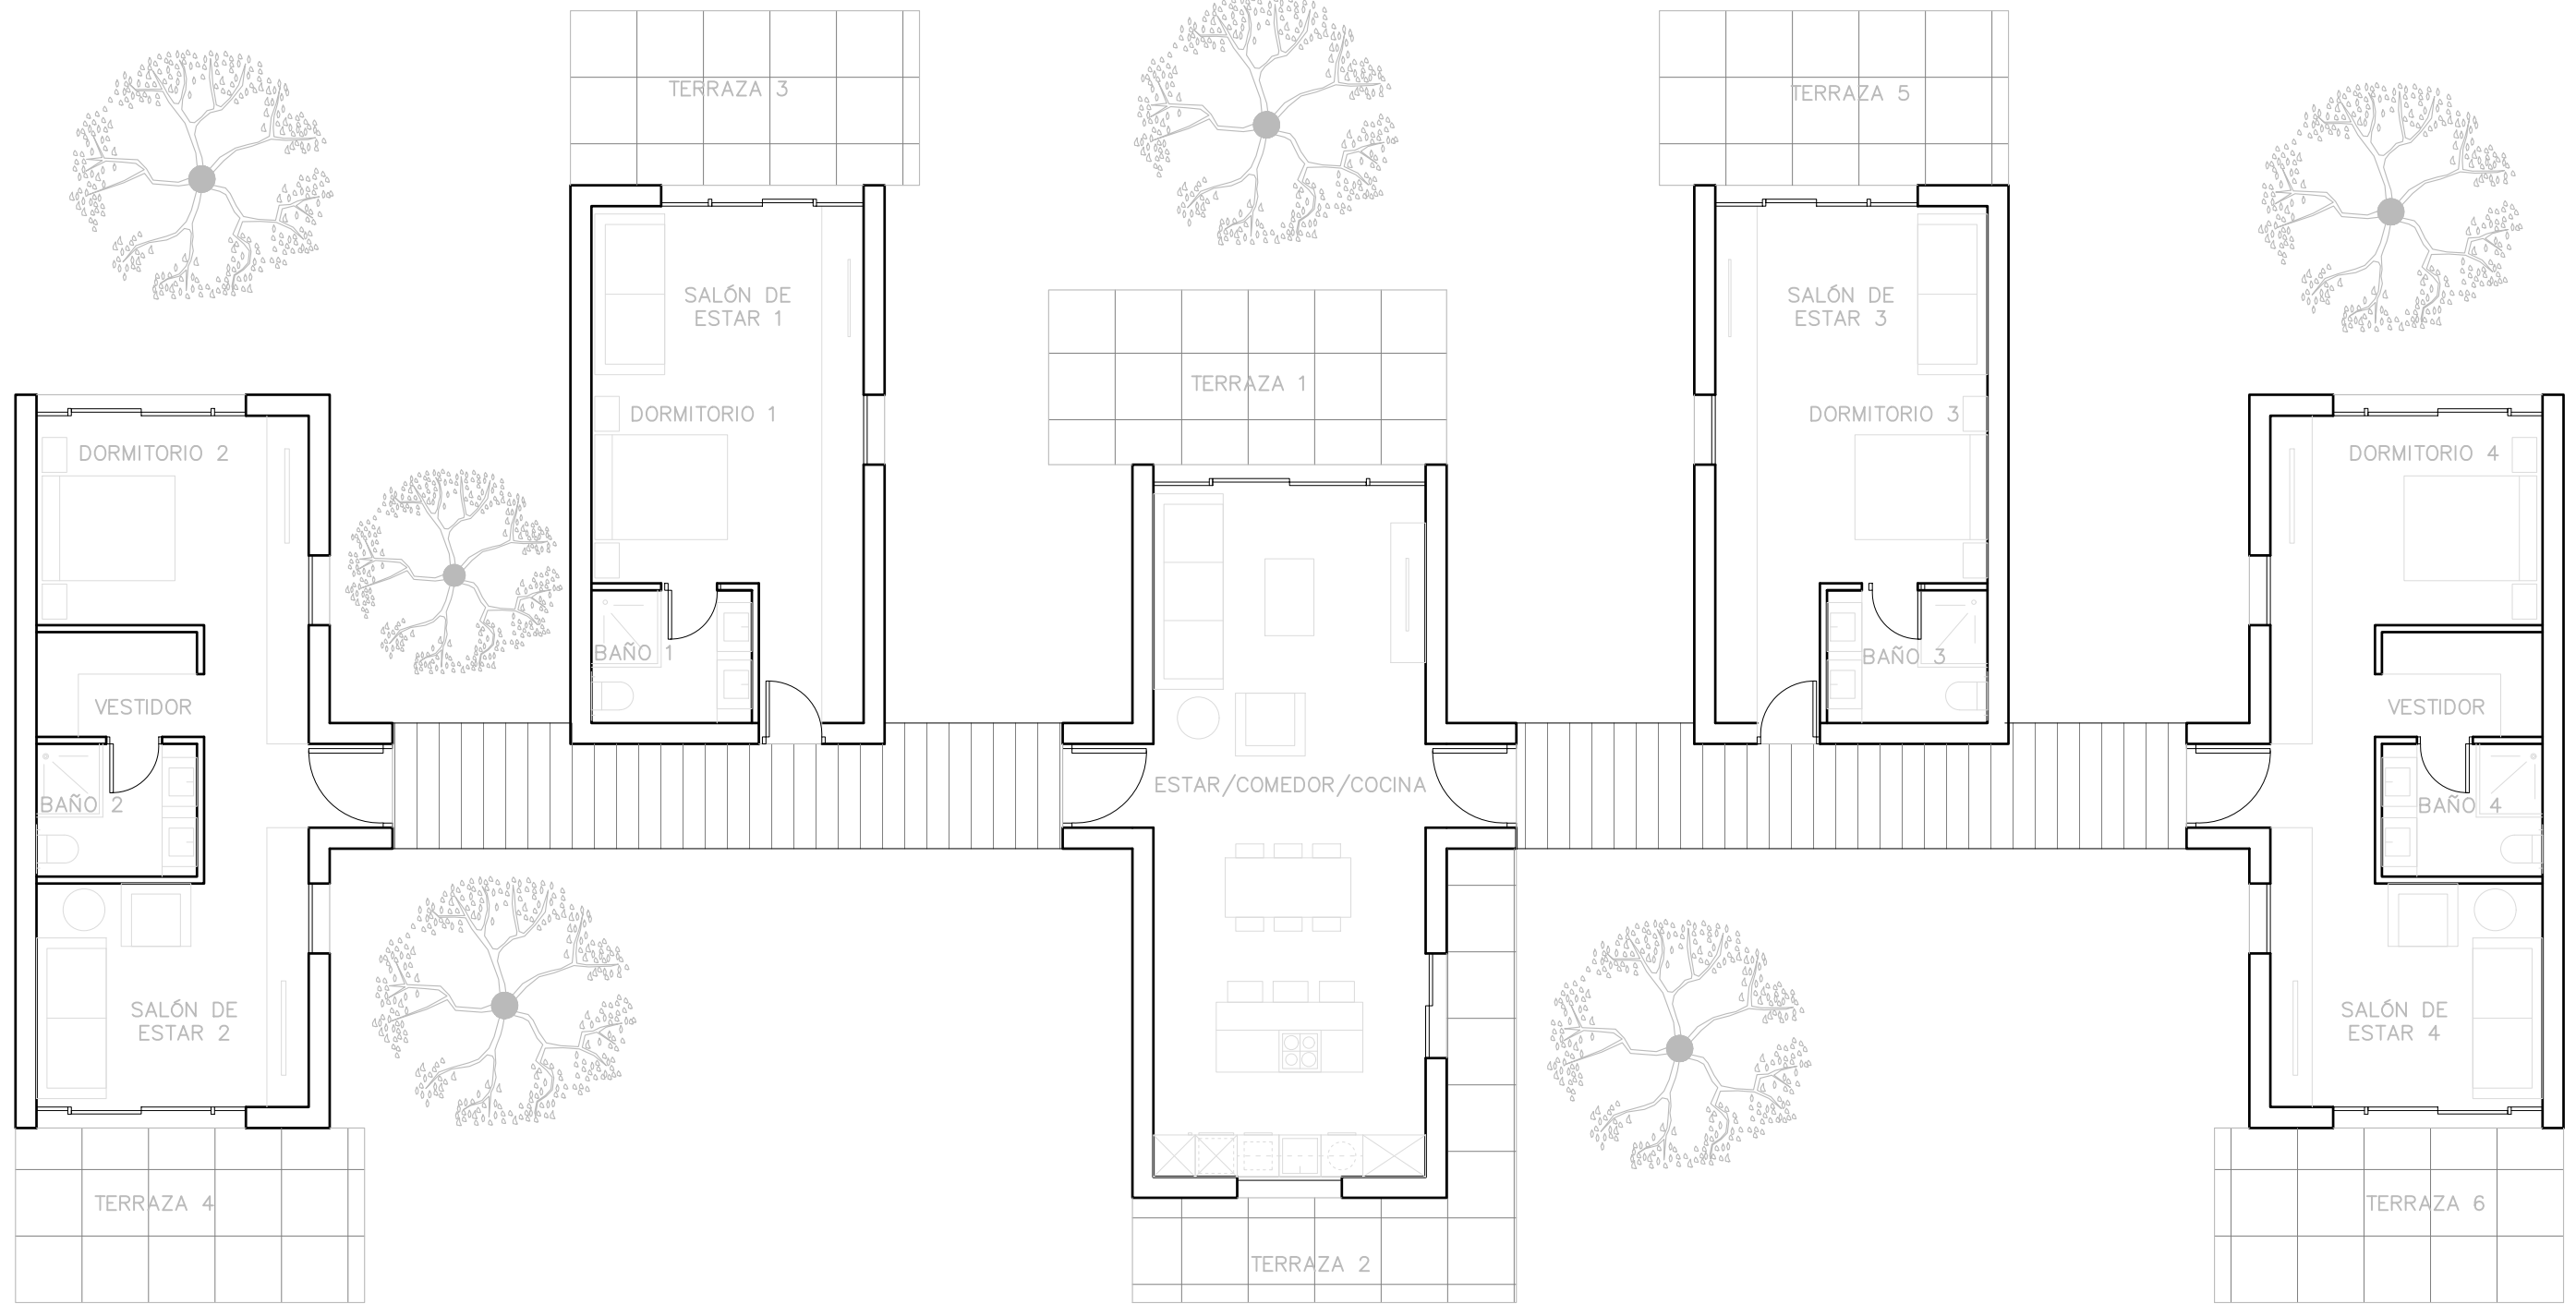 TERRAZA 3
TERRAZA 5
SALÓN DE
ESTAR 1
SALÓN DE
ESTAR 3
TERRAZA 1
DORMITORIO 1
DORMITORIO 3
DORMITORIO 2
DORMITORIO 4
BAÑO 1
BAÑO 3
VESTIDOR
VESTIDOR
ESTAR/COMEDOR/COCINA
BAÑO 2
BAÑO 4
SALÓN DE
ESTAR 2
SALÓN DE
ESTAR 4
TERRAZA 4
TERRAZA 6
TERRAZA 2